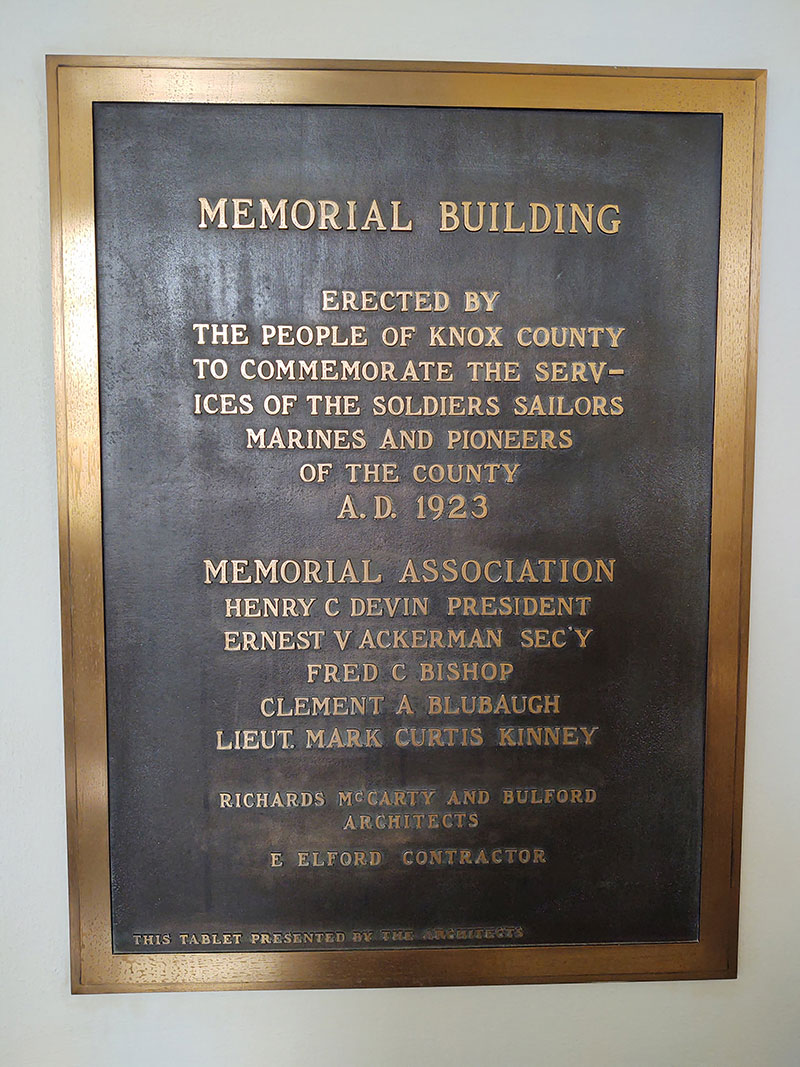 MEMORIAL BUILDING
ERECTED BY
THE PEOPLE OF KNOX COUNTY
TO COMMEMORATE THE SERV-
ICES OF THE SOLDIERS SAILORS
MARINES AND PIONEERS
OF THE COUNTY
A.D. 1923
MEMORIAL ASSOCIATION
HENRY C DEVIN PRESIDENT
ERNEST V ACKERMAN SEC'Y
FRED C BISHOP
CLEMENT A BLUBAUGH
LIEUT. MARK CURTIS KINNEY
RICHARDS McCARTY AND BULFORD
ARCHITECTS
E ELFORD CONTRACTOR
THIS TABLET PRESENTED BY THE ARCHITECTS